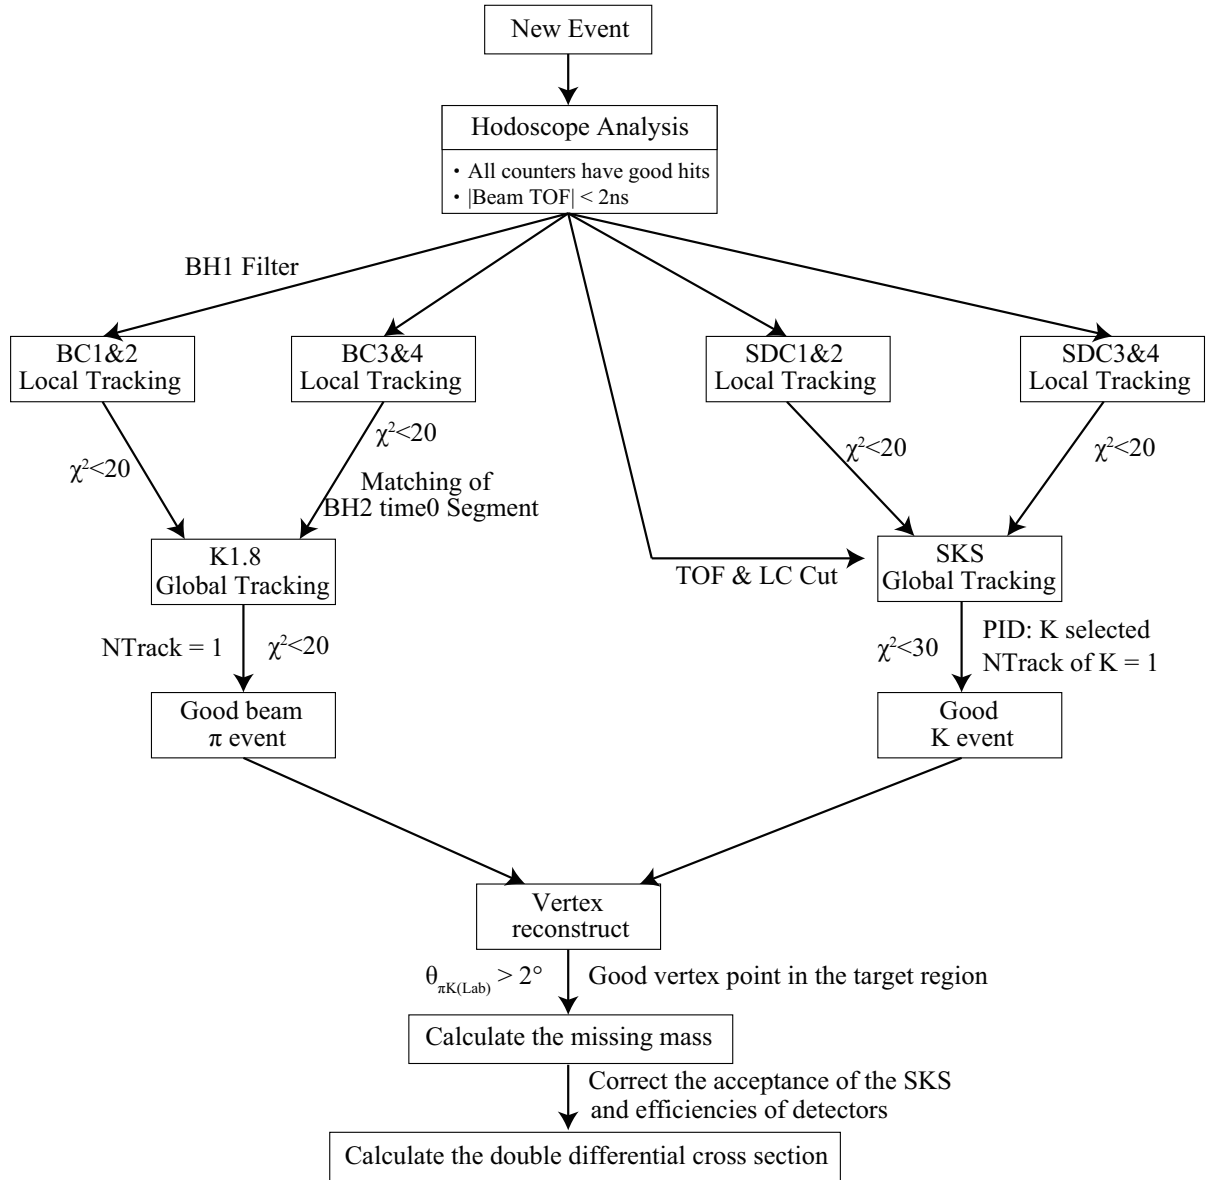 New Event
Hodoscope Analysis
・All counters have good hits
・|Beam TOF| < 2ns
BH1 Filter
BC1&2
Local Tracking
BC3&4
Local Tracking
SDC1&2
Local Tracking
SDC3&4
Local Tracking
χ²<20
χ²<20
χ²<20
χ²<20
Matching of
BH2 time0 Segment
K1.8
Global Tracking
TOF & LC Cut
SKS
Global Tracking
NTrack = 1
χ²<20
χ²<30
PID: K selected
NTrack of K = 1
Good beam
π event
Good
K event
Vertex
reconstruct
θπK(Lab) > 2°
Good vertex point in the target region
Calculate the missing mass
Correct the acceptance of the SKS
and efficiencies of detectors
Calculate the double differential cross section